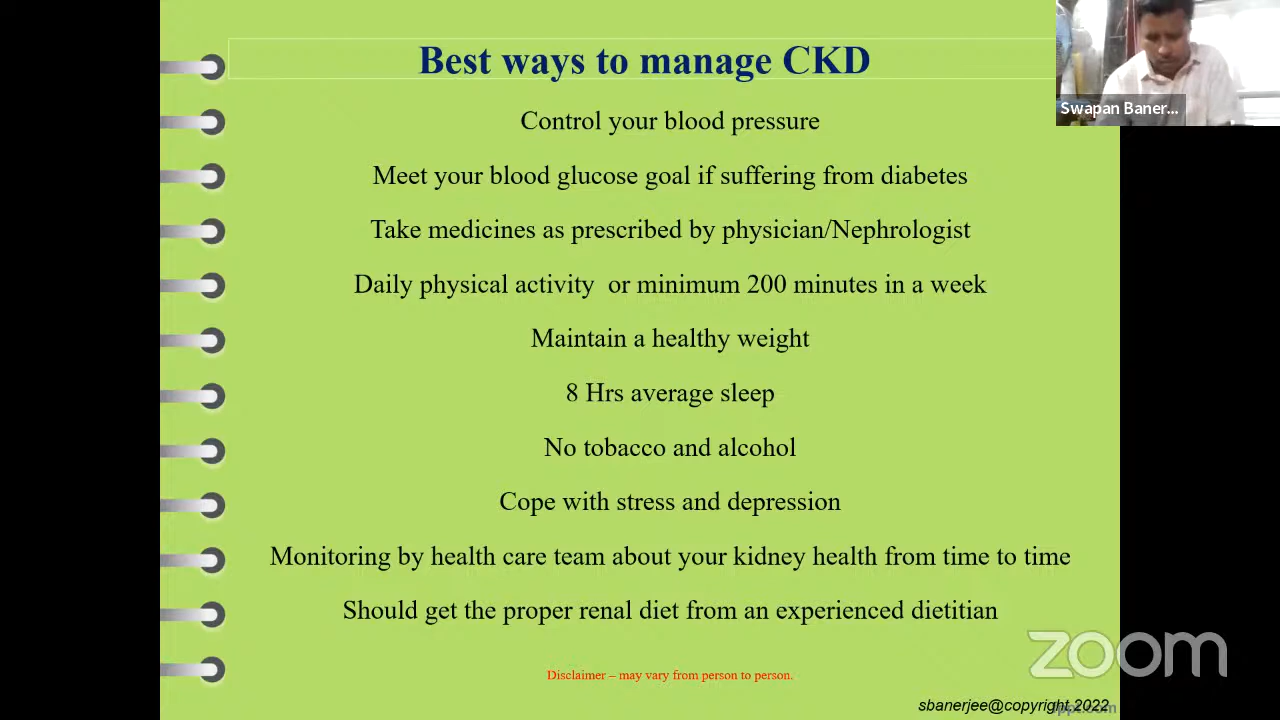 Best ways to manage CKD
Swapan Baner...
Control your blood pressure
Meet your blood glucose goal if suffering from diabetes
Take medicines as prescribed by physician/Nephrologist
Daily physical activity or minimum 200 minutes in a week
Maintain a healthy weight
8 Hrs average sleep
No tobacco and alcohol
Cope with stress and depression
Monitoring by health care team about your kidney health from time to time
Should get the proper renal diet from an experienced dietitian
zoom
Disclaimer – may vary from person to person.
sbanerjee@copyright 2022